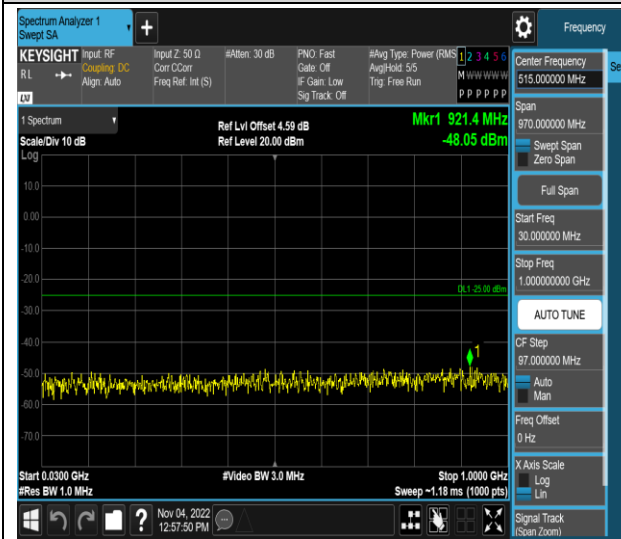 Spectrum Analyzer 1
Swept SA
+
Frequency
KEYSIGHT
RL
LXI
Input: RF
Coupling: DC
Align: Auto
Input Z: 50 Ω
Corr CCorr
Freq Ref: Int (S)
#Atten: 30 dB
PNO: Fast
Gate: Off
IF Gain: Low
Sig Track: Off
#Avg Type: Power (RMS
Avg|Hold: 5/5
Trig: Free Run
1 2 3 4 5 6
M W W W W W
P P P P P P
1 Spectrum
Scale/Div 10 dB
Log
Ref Lvl Offset 4.59 dB
Ref Level 20.00 dBm
Mkr1 921.4 MHz
-48.05 dBm
10.0
0.00
-10.0
-20.0
DL1 -25.00 dBm
-30.0
-40.0
1
-50.0
-60.0
-70.0
Start 0.0300 GHz
#Res BW 1.0 MHz
#Video BW 3.0 MHz
Stop 1.0000 GHz
Sweep ~1.18 ms (1000 pts)
?
Nov 04, 2022
12:57:50 PM
Center Frequency
515.000000 MHz
Se
Span
970.000000 MHz
Swept Span
Zero Span
Full Span
Start Freq
30.000000 MHz
Stop Freq
1.000000000 GHz
AUTO TUNE
CF Step
97.000000 MHz
Auto
Man
Freq Offset
0 Hz
X Axis Scale
Log
Lin
Signal Track
(Span Zoom)